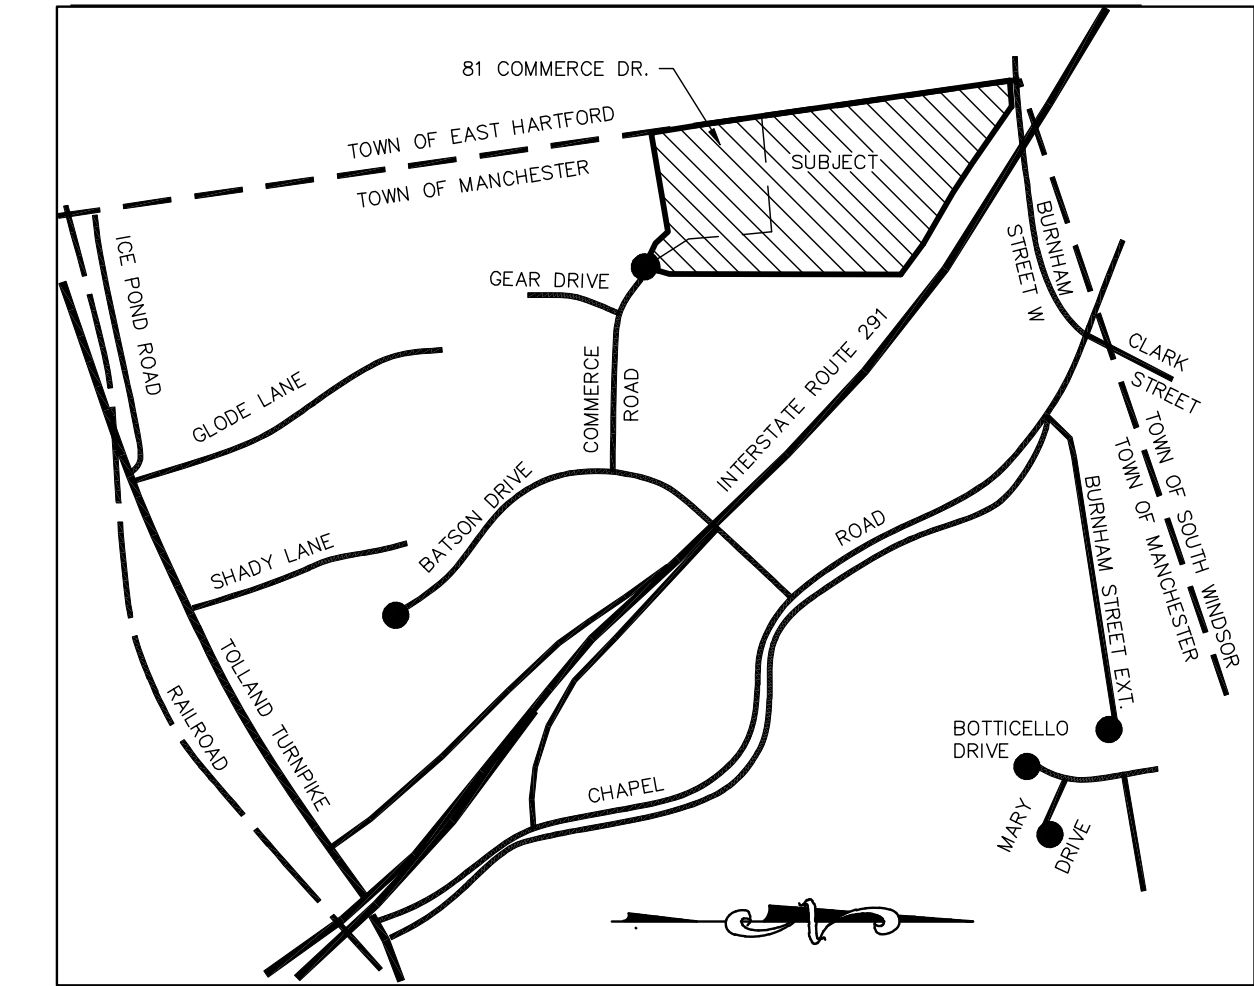 81 COMMERCE DR.
TOWN OF EAST HARTFORD
TOWN OF MANCHESTER
SUBJECT
ICE POND ROAD
GEAR DRIVE
BURNHAM
STREET W
CLARK
STREET
GLODE LANE
COMMERCE
ROAD
INTERSTATE ROUTE 291
TOWN OF SOUTH WINDSOR
TOWN OF MANCHESTER
BATSON DRIVE
SHADY LANE
ROAD
BURNHAM STREET EXT.
TOLLAND TURNPIKE
RAILROAD
CHAPEL
BOTTICELLO
DRIVE
MARY
DRIVE